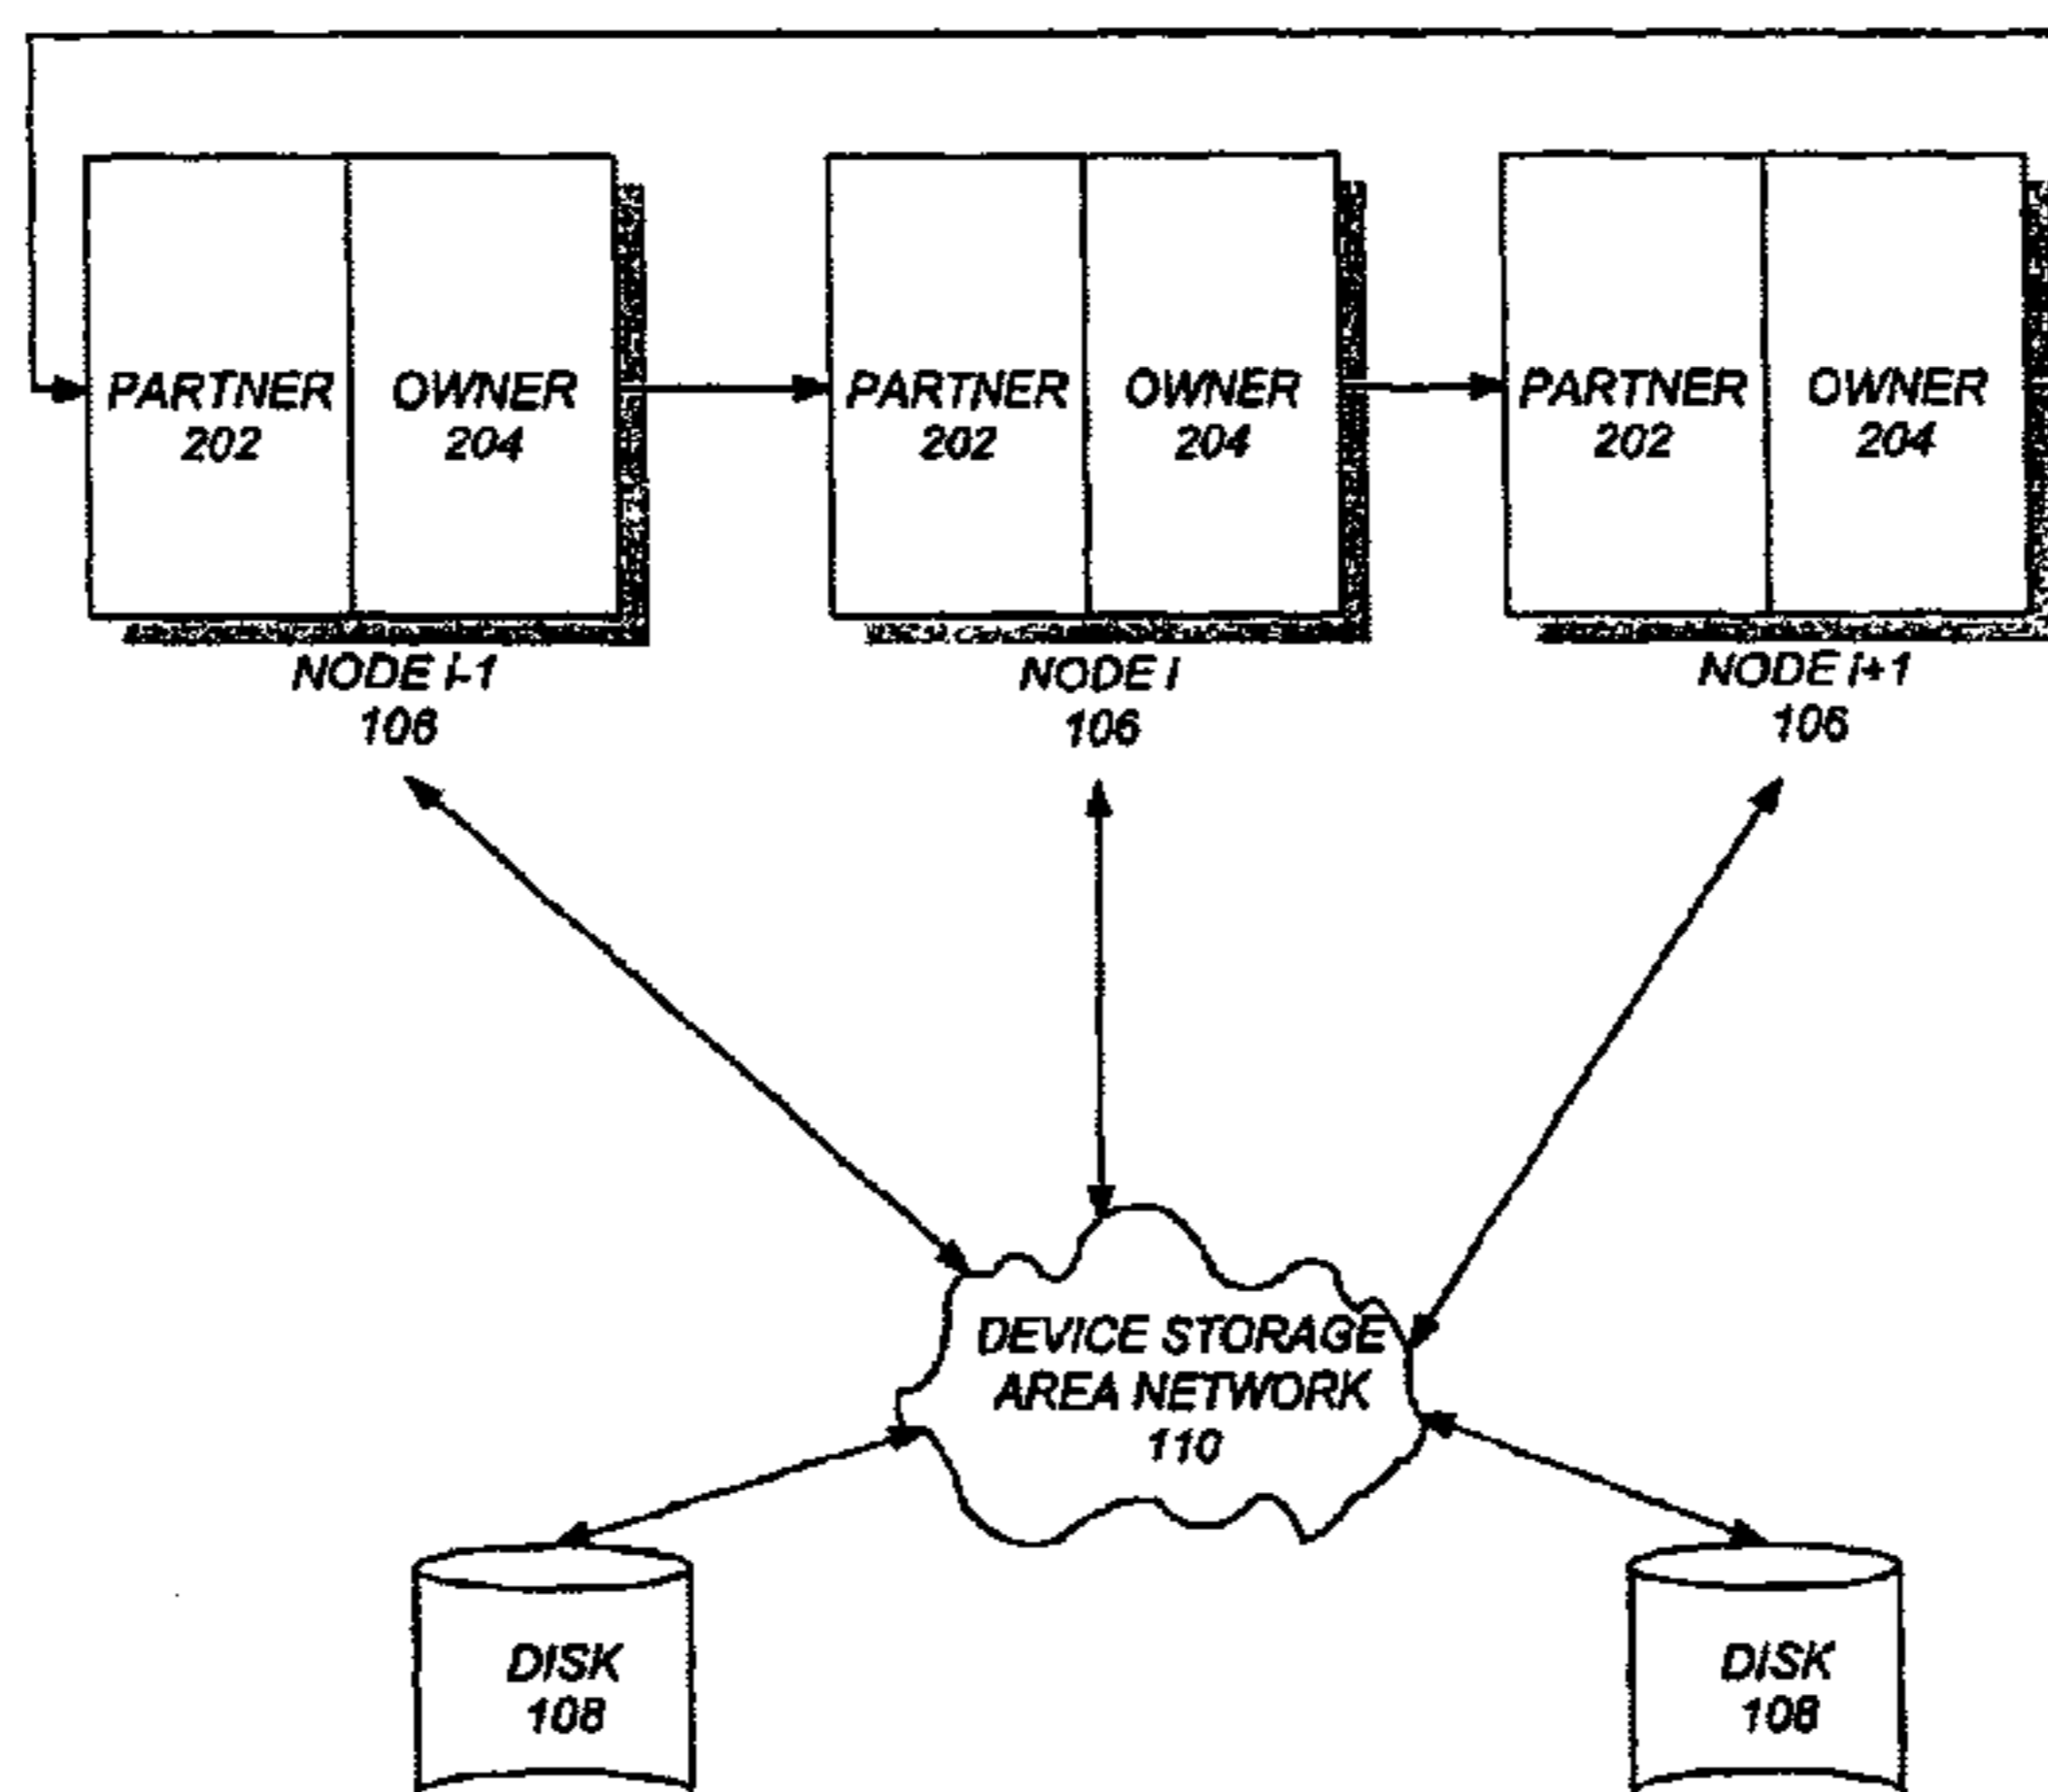 PARTNER
202
OWNER
204
PARTNER
202
OWNER
204
PARTNER
202
OWNER
204
NODE i-1
106
NODE i
106
NODE i+1
106
DEVICE STORAGE
AREA NETWORK
110
DISK
108
DISK
108